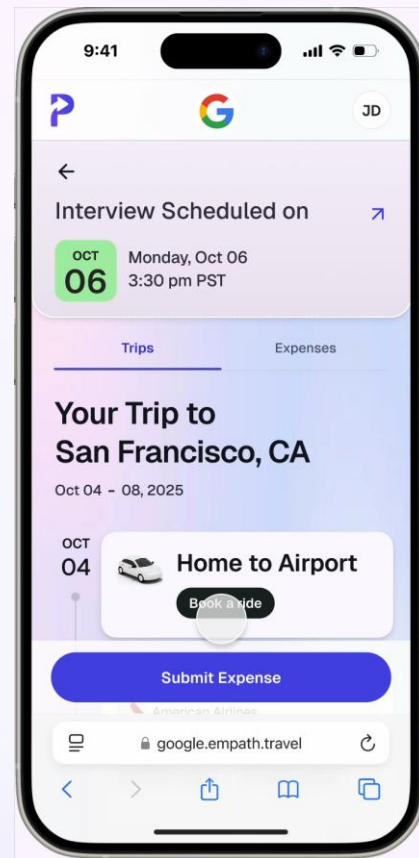 9:41
JD
Interview Scheduled on
OCT
06
Monday, Oct 06
3:30 pm PST
Trips
Expenses
Your Trip to
San Francisco, CA
Oct 04 – 08, 2025
OCT
04
Home to Airport
Book a ride
Submit Expense
American Airlines
google.empath.travel